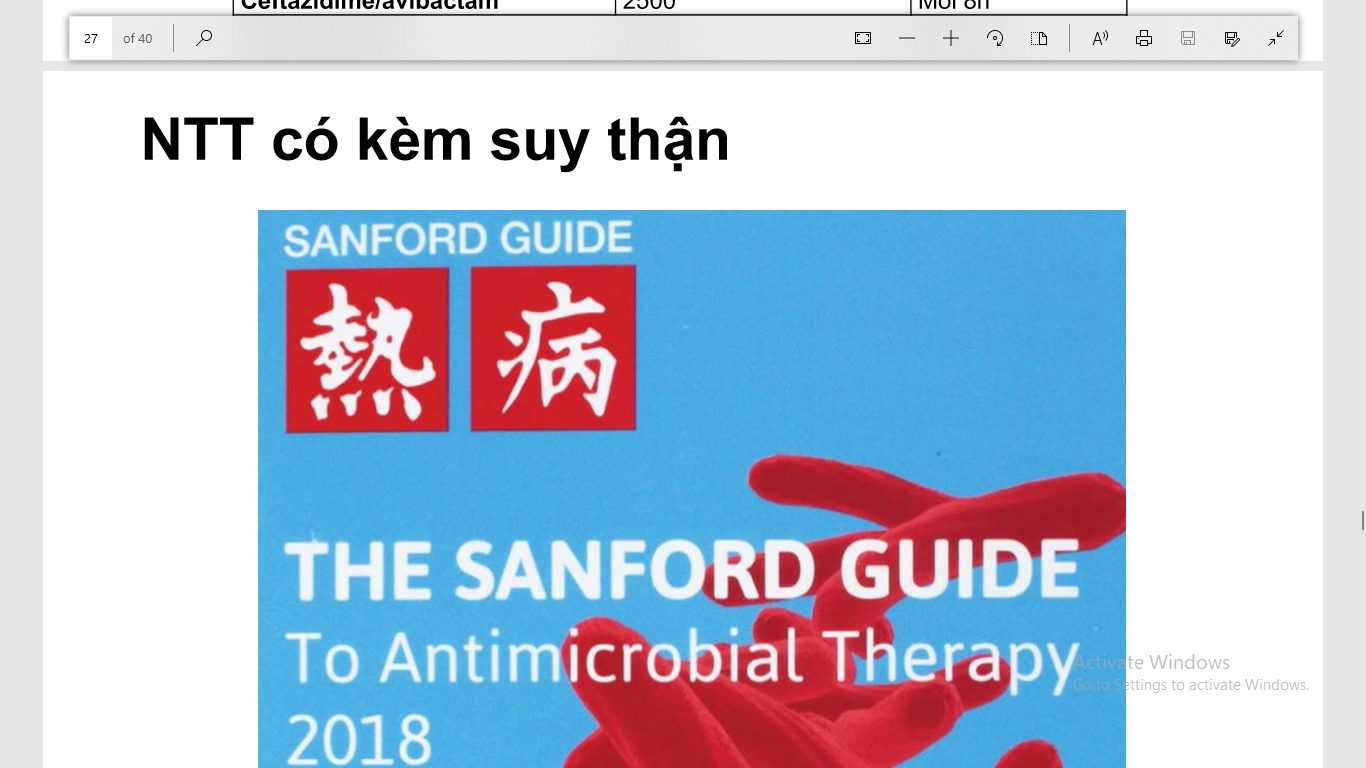 Ceftazidime/avibactam 2500 Mỗi 8h
27 of 40
NTT có kèm suy thận
SANFORD GUIDE
熱病
THE SANFORD GUIDE
To Antimicrobial Therapy
2018
Activate Windows
Go to Settings to activate Windows.